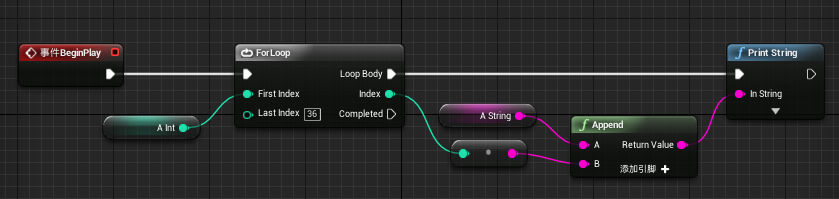 事件BeginPlay
ForLoop
Loop Body
First Index
Index
Last Index 36
Completed
A Int
A String
Append
A
Return Value
B
添加引脚
Print String
In String